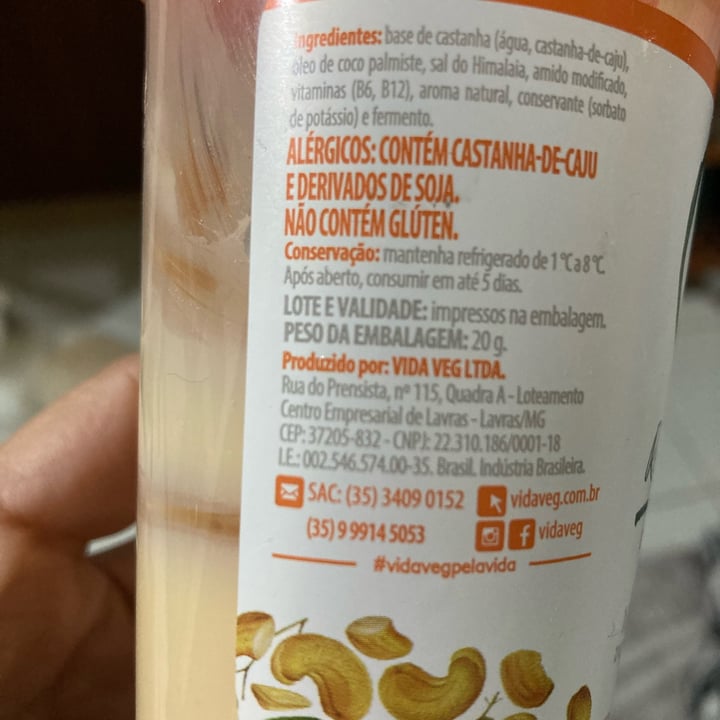 Ingredientes: base de castanha (água, castanha-de-caju),
óleo de coco palmiste, sal do Himalaia, amido modificado,
vitaminas (B6, B12), aroma natural, conservante (sorbato
de potássio) e fermento.
ALÉRGICOS: CONTÉM CASTANHA-DE-CAJU
E DERIVADOS DE SOJA.
NÃO CONTÉM GLÚTEN.
Conservação: mantenha refrigerado de 1 °C a 8 °C.
Após aberto, consumir em até 5 dias.
LOTE E VALIDADE: impressos na embalagem.
PESO DA EMBALAGEM: 20 g.
Produzido por: VIDA VEG LTDA.
Rua do Prensista, nº 115, Quadra A - Loteamento
Centro Empresarial de Lavras - Lavras/MG
CEP: 37205-832 - CNPJ: 22.310.186/0001-18
I.E.: 002.546.574.00-35. Brasil. Indústria Brasileira.
SAC: (35) 3409 0152 vidaveg.com.br
(35) 9 9914 5053 vidaveg
#vidavegpelavida